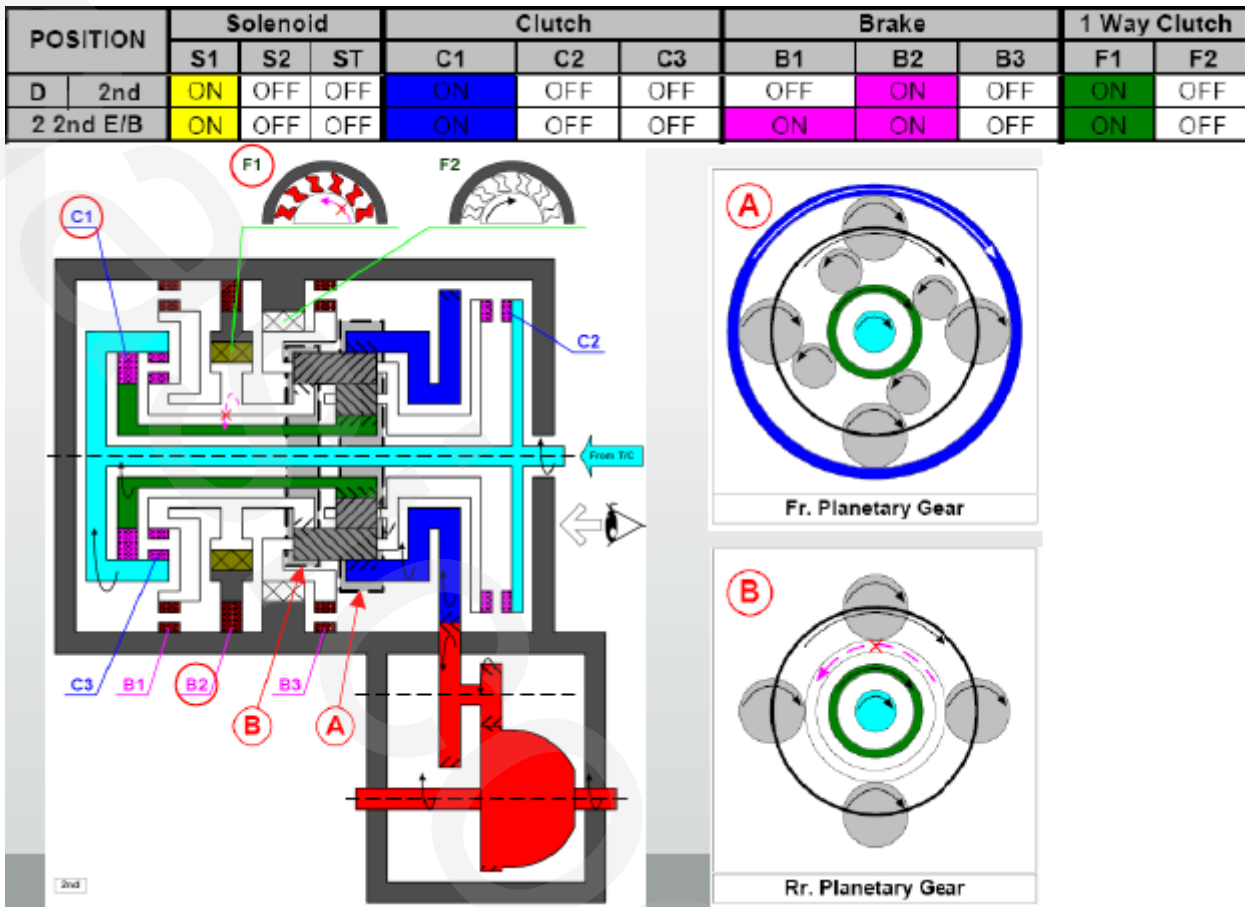 POSITION Solenoid Clutch Brake 1 Way Clutch
S1 S2 ST C1 C2 C3 B1 B2 B3 F1 F2
D 2nd ON OFF OFF ON OFF OFF OFF ON OFF ON OFF
2 2nd E/B ON OFF OFF ON OFF OFF ON ON OFF ON OFF
F1 F2
C1
C2
From T/C
C3 B1 B2 B3
B A
2nd
A
Fr. Planetary Gear
B
Rr. Planetary Gear